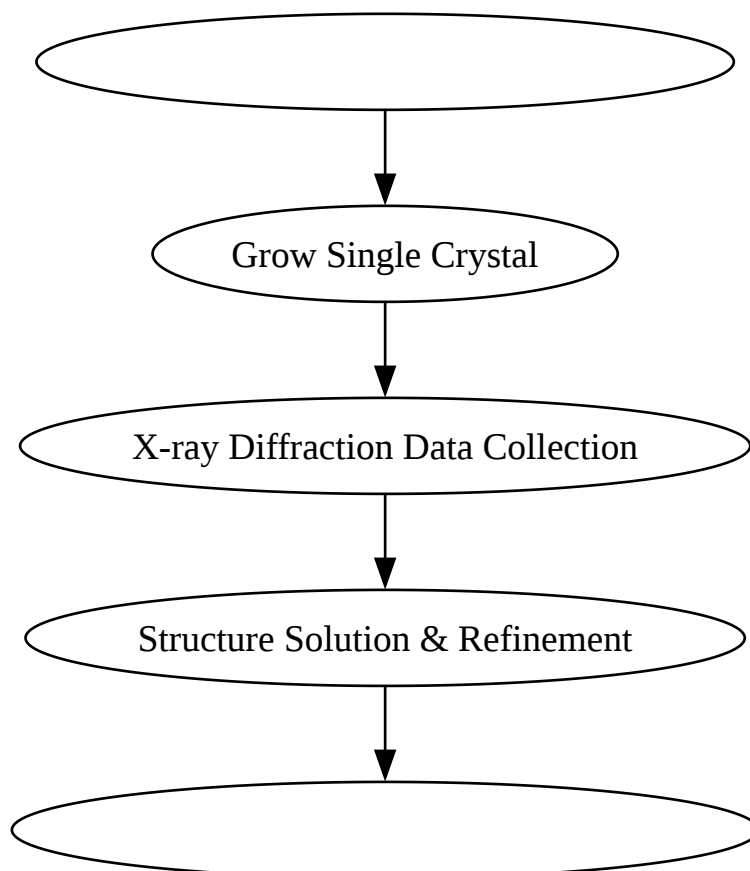 Grow Single Crystal
X-ray Diffraction Data Collection
Structure Solution & Refinement